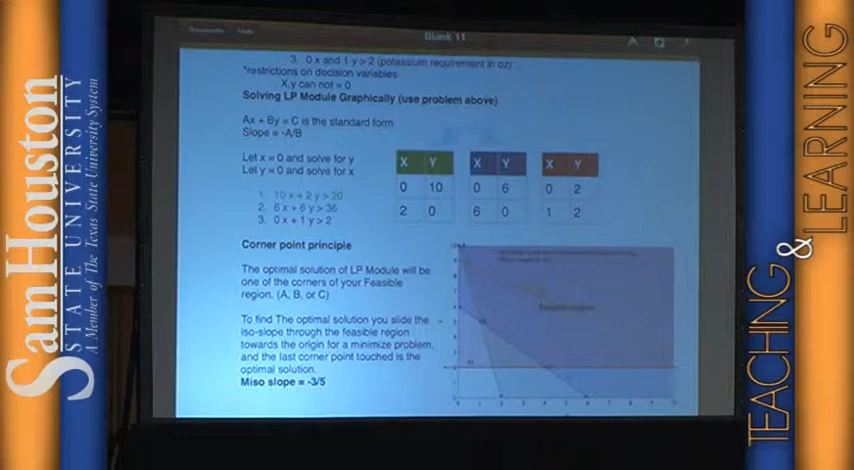 Sam Houston
STATE UNIVERSITY
A Member of The Texas State University System
Documents
Blank 11
3. 0 x and 1 y > 2 (potassium requirement in oz)
*restrictions on decision variables
X,y can not = 0
Solving LP Module Graphically (use problem above)
Ax + By = C is the standard form
Slope = -A/B
Let x = 0 and solve for y
Let y = 0 and solve for x
1. 10 x + 2 y > 20
2. 6 x + 6 y > 36
3. 0 x + 1 y > 2
X Y
0 10
2 0
X Y
0 6
6 0
X Y
0 2
1 2
Corner point principle
The optimal solution of LP Module will be
one of the corners of your Feasible
region. (A, B, or C)
To find The optimal solution you slide the
iso-slope through the feasible region
towards the origin for a minimize problem,
and the last corner point touched is the
optimal solution.
Miso slope = -3/5
TEACHING
&
LEARNING